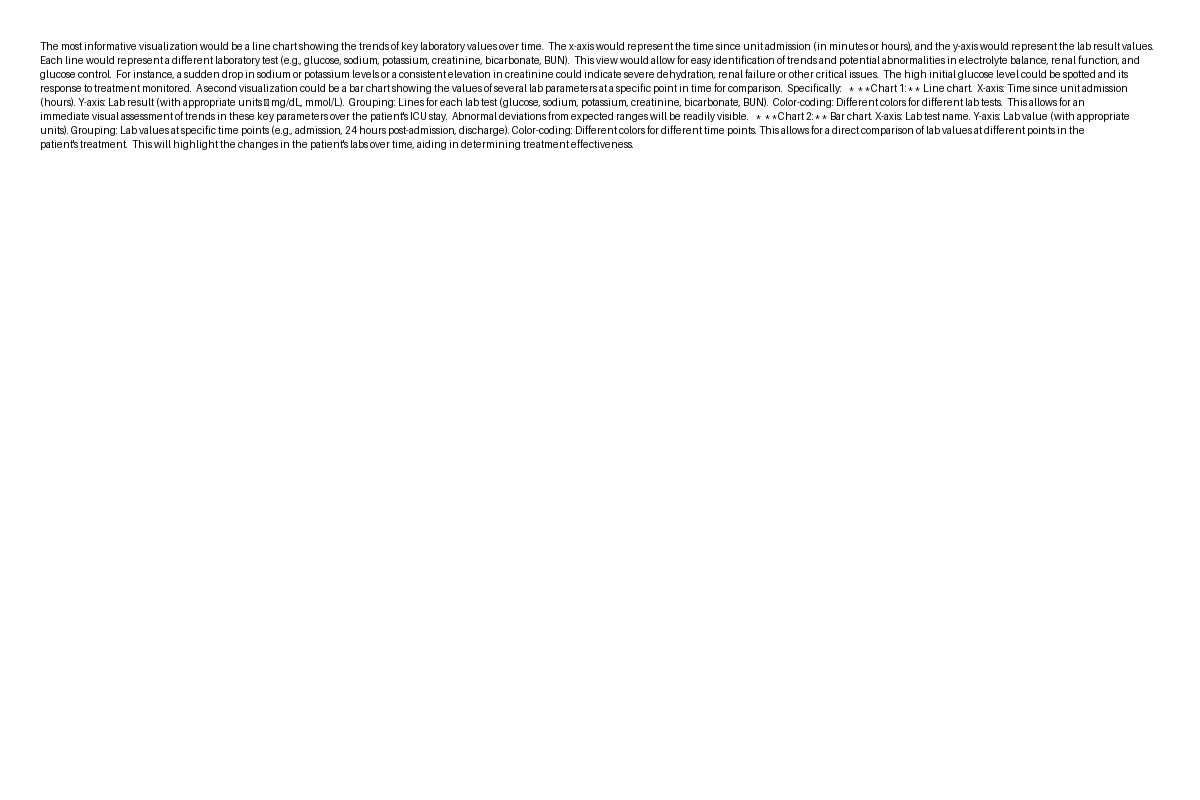 The most informative visualization would be a line chart showing the trends of key laboratory values over time.  The x-axis would represent the time since unit admission (in minutes or hours), and the y-axis would represent the lab result values.
Each line would represent a different laboratory test (e.g., glucose, sodium, potassium, creatinine, bicarbonate, BUN).  This view would allow for easy identification of trends and potential abnormalities in electrolyte balance, renal function, and
glucose control.  For instance, a sudden drop in sodium or potassium levels or a consistent elevation in creatinine could indicate severe dehydration, renal failure or other critical issues.  The high initial glucose level could be spotted and its
response to treatment monitored.  A second visualization could be a bar chart showing the values of several lab parameters at a specific point in time for comparison.  Specifically:   * **Chart 1:** Line chart.  X-axis: Time since unit admission
(hours).  Y-axis: Lab result (with appropriate units mg/dL, mmol/L).  Grouping: Lines for each lab test (glucose, sodium, potassium, creatinine, bicarbonate, BUN).  Color-coding: Different colors for different lab tests.  This allows for an
immediate visual assessment of trends in these key parameters over the patient's ICU stay.  Abnormal deviations from expected ranges will be readily visible.   * **Chart 2:** Bar chart. X-axis: Lab test name.  Y-axis: Lab value (with appropriate
units). Grouping: Lab values at specific time points (e.g., admission, 24 hours post-admission, discharge). Color-coding: Different colors for different time points. This allows for a direct comparison of lab values at different points in the
patient's treatment.  This will highlight the changes in the patient's labs over time, aiding in determining treatment effectiveness.